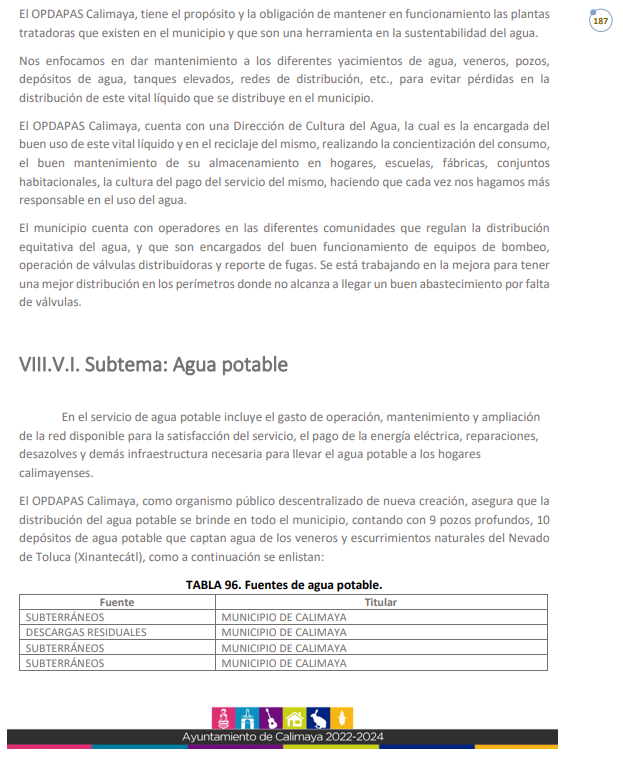 El OPDAPAS Calimaya, tiene el propósito y la obligación de mantener en funcionamiento las plantas
tratadoras que existen en el municipio y que son una herramienta en la sustentabilidad del agua.
187
Nos enfocamos en dar mantenimiento a los diferentes yacimientos de agua, veneros, pozos,
depósitos de agua, tanques elevados, redes de distribución, etc., para evitar pérdidas en la
distribución de este vital líquido que se distribuye en el municipio.
El OPDAPAS Calimaya, cuenta con una Dirección de Cultura del Agua, la cual es la encargada del
buen uso de este vital líquido y en el reciclaje del mismo, realizando la concientización del consumo,
el buen mantenimiento de su almacenamiento en hogares, escuelas, fábricas, conjuntos
habitacionales, la cultura del pago del servicio del mismo, haciendo que cada vez nos hagamos más
responsable en el uso del agua.
El municipio cuenta con operadores en las diferentes comunidades que regulan la distribución
equitativa del agua, y que son encargados del buen funcionamiento de equipos de bombeo,
operación de válvulas distribuidoras y reporte de fugas. Se está trabajando en la mejora para tener
una mejor distribución en los perímetros donde no alcanza a llegar un buen abastecimiento por falta
de válvulas.
VIII.V.I. Subtema: Agua potable
En el servicio de agua potable incluye el gasto de operación, mantenimiento y ampliación
de la red disponible para la satisfacción del servicio, el pago de la energía eléctrica, reparaciones,
desazolves y demás infraestructura necesaria para llevar el agua potable a los hogares
calimayenses.
El OPDAPAS Calimaya, como organismo público descentralizado de nueva creación, asegura que la
distribución del agua potable se brinde en todo el municipio, contando con 9 pozos profundos, 10
depósitos de agua potable que captan agua de los veneros y escurrimientos naturales del Nevado
de Toluca (Xinantecátl), como a continuación se enlistan:
TABLA 96. Fuentes de agua potable.
Fuente Titular
SUBTERRÁNEOS MUNICIPIO DE CALIMAYA
DESCARGAS RESIDUALES MUNICIPIO DE CALIMAYA
SUBTERRÁNEOS MUNICIPIO DE CALIMAYA
SUBTERRÁNEOS MUNICIPIO DE CALIMAYA
Ayuntamiento de Calimaya 2022-2024